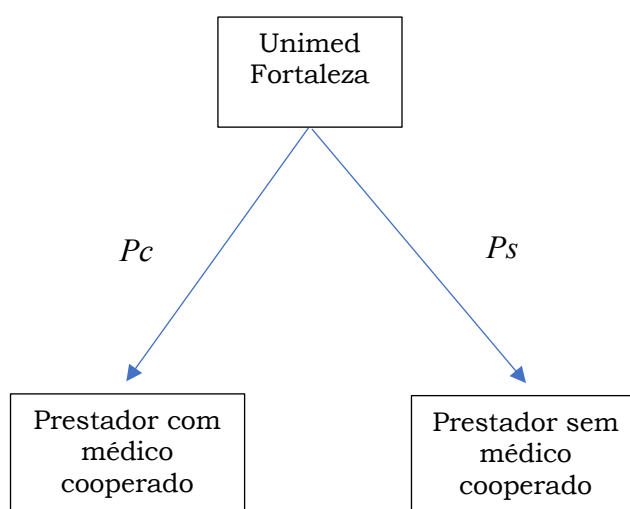 Unimed
Fortaleza
Pc
Ps
Prestador com
médico
cooperado
Prestador sem
médico
cooperado